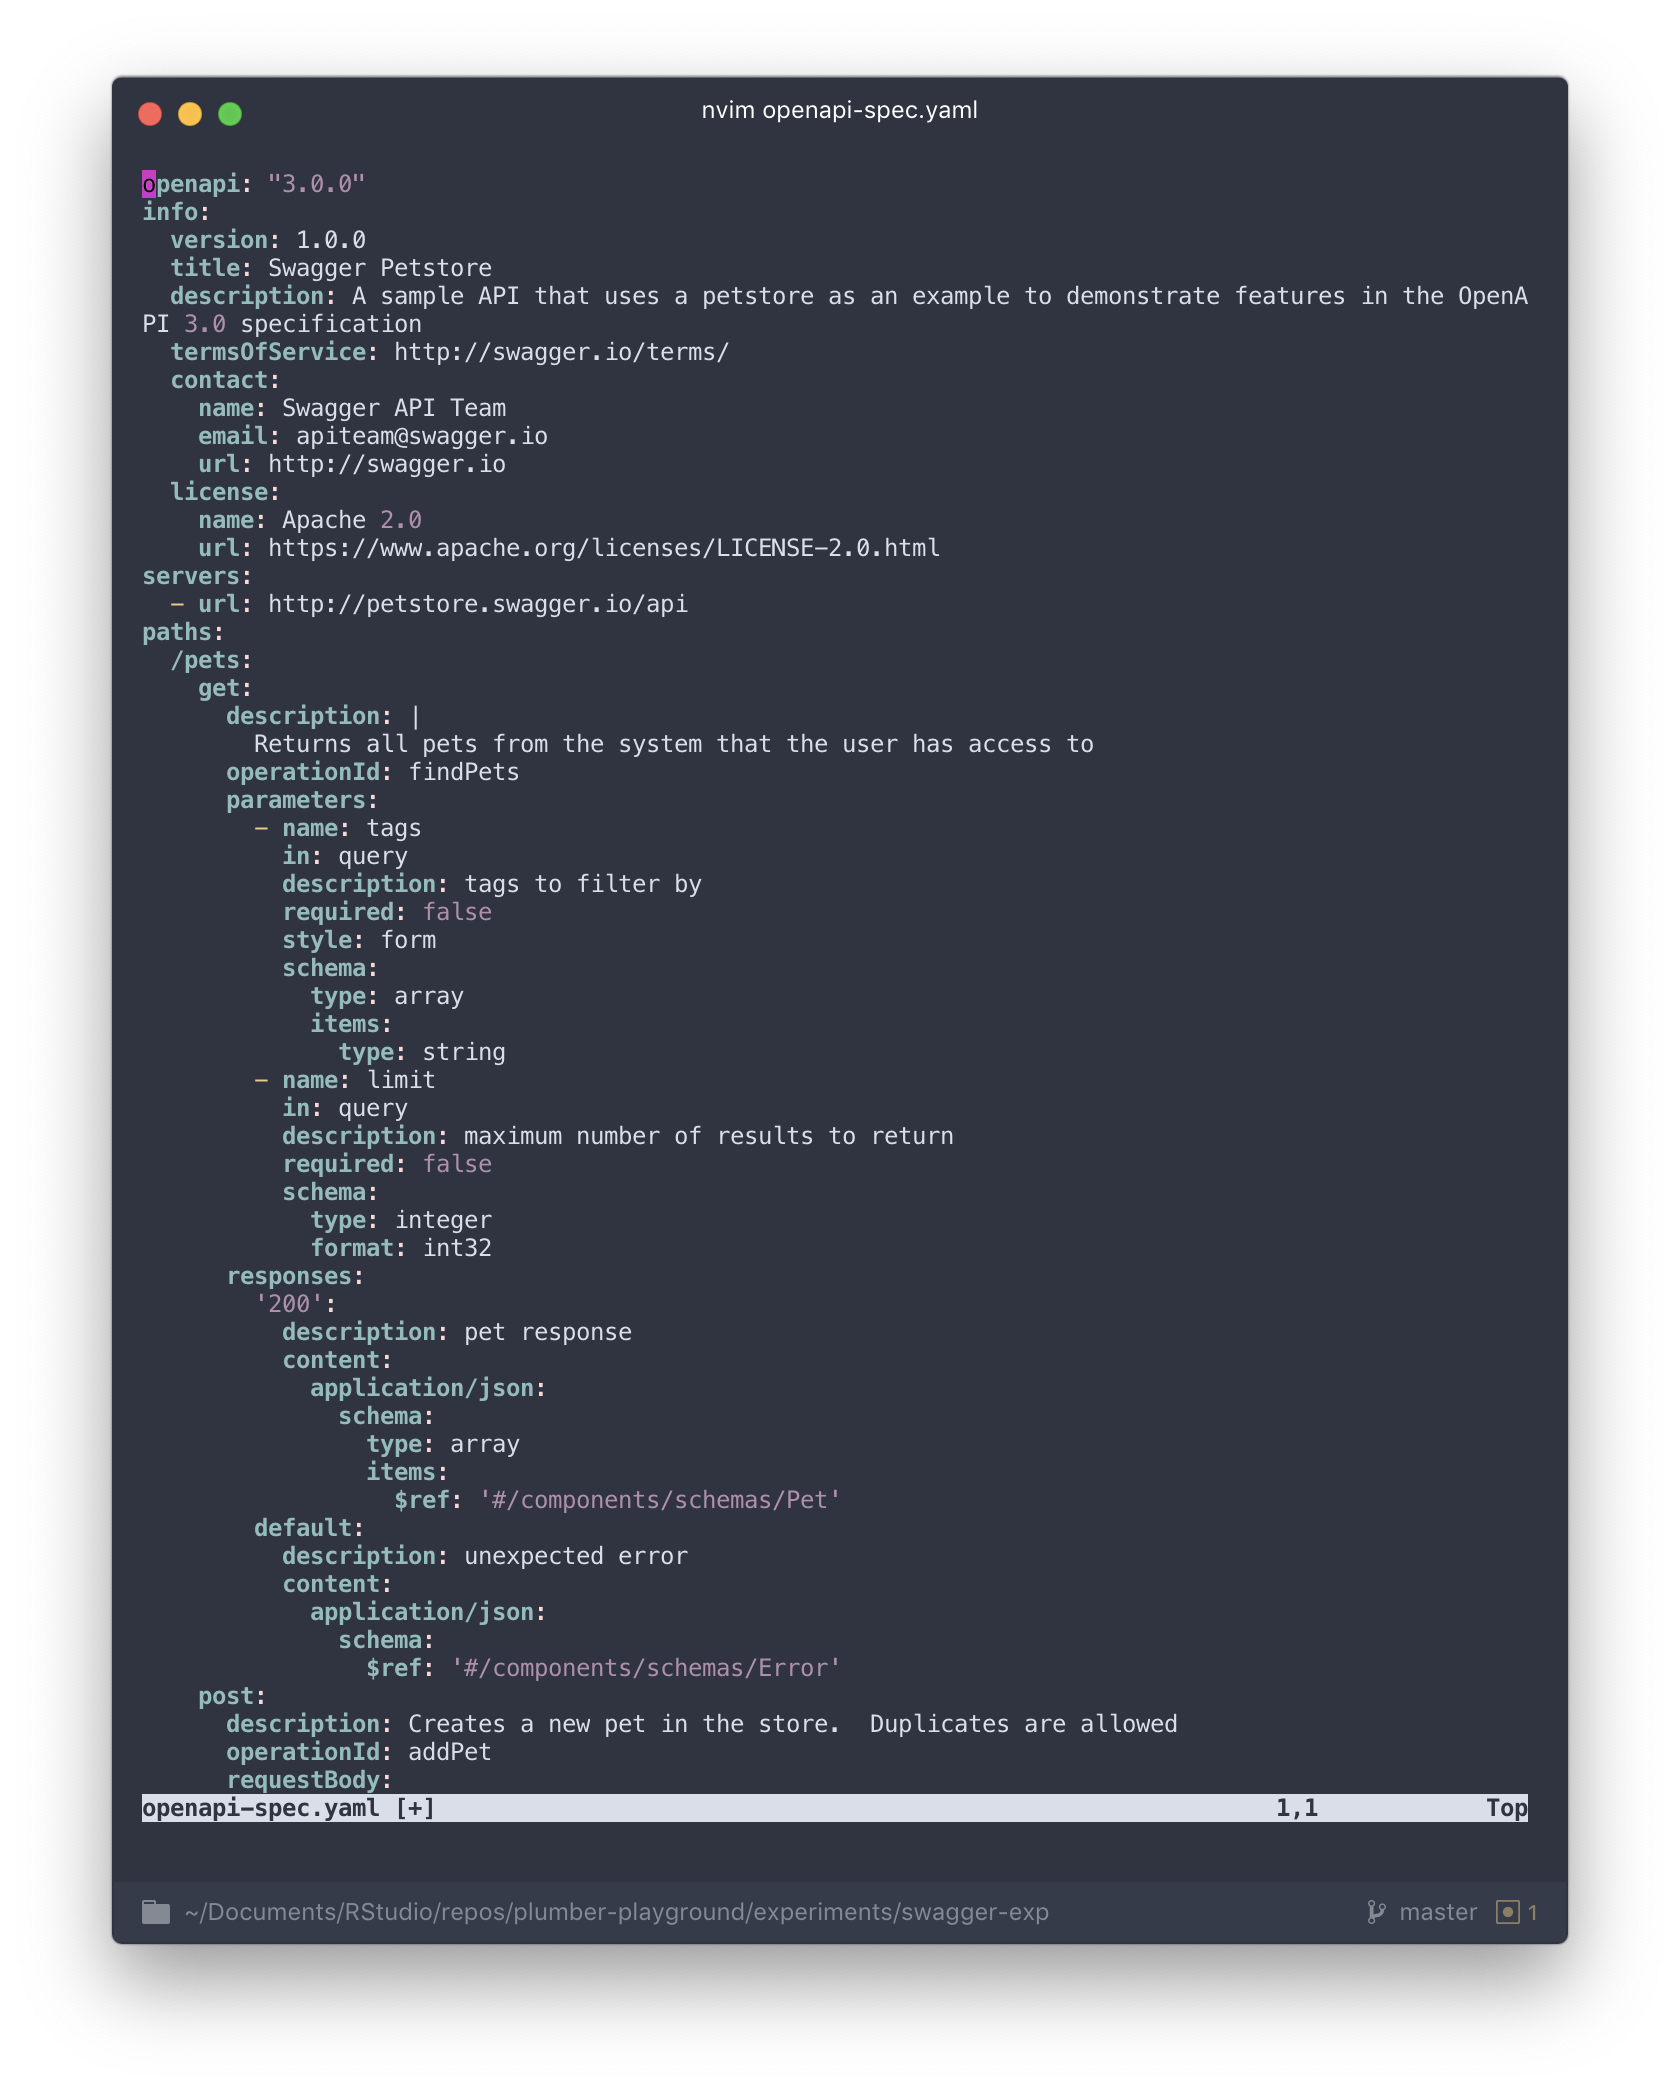 nvim openapi-spec.yaml
openapi: "3.0.0"
info:
  version: 1.0.0
  title: Swagger Petstore
  description: A sample API that uses a petstore as an example to demonstrate features in the OpenA
PI 3.0 specification
  termsOfService: http://swagger.io/terms/
  contact:
    name: Swagger API Team
    email: apiteam@swagger.io
    url: http://swagger.io
  license:
    name: Apache 2.0
    url: https://www.apache.org/licenses/LICENSE-2.0.html
servers:
  - url: http://petstore.swagger.io/api
paths:
  /pets:
    get:
      description: |
        Returns all pets from the system that the user has access to
      operationId: findPets
      parameters:
        - name: tags
          in: query
          description: tags to filter by
          required: false
          style: form
          schema:
            type: array
            items:
              type: string
        - name: limit
          in: query
          description: maximum number of results to return
          required: false
          schema:
            type: integer
            format: int32
      responses:
        '200':
          description: pet response
          content:
            application/json:
              schema:
                type: array
                items:
                  $ref: '#/components/schemas/Pet'
        default:
          description: unexpected error
          content:
            application/json:
              schema:
                $ref: '#/components/schemas/Error'
    post:
      description: Creates a new pet in the store.  Duplicates are allowed
      operationId: addPet
      requestBody:
openapi-spec.yaml [+] 1,1 Top
~/Documents/RStudio/repos/plumber-playground/experiments/swagger-exp master 1